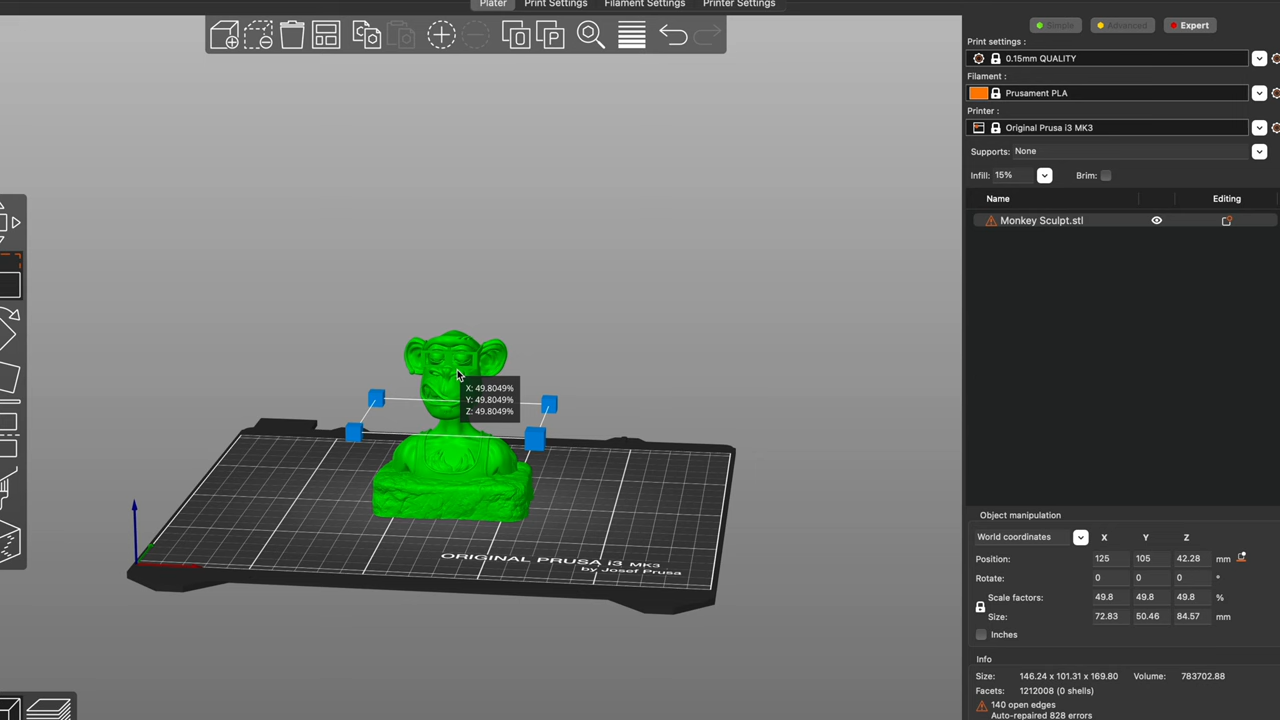 Plater Print Settings Filament Settings Printer Settings
Simple Advanced Expert
Print settings :
0.15mm QUALITY
Filament :
Prusament PLA
Printer :
Original Prusa i3 MK3
Supports: None
Infill: 15% Brim:
Name Editing
Monkey Sculpt.stl
X: 49.8049%
Y: 49.8049%
Z: 49.8049%
ORIGINAL PRUSA i3 MK3
by Josef Prusa
Object manipulation
World coordinates X Y Z
Position: 125 105 42.28 mm
Rotate: 0 0 0 °
Scale factors: 49.8 49.8 49.8 %
Size: 72.83 50.46 84.57 mm
Inches
Info
Size: 146.24 x 101.31 x 169.80 Volume: 783702.88
Facets: 1212008 (0 shells)
140 open edges
Auto-repaired 828 errors